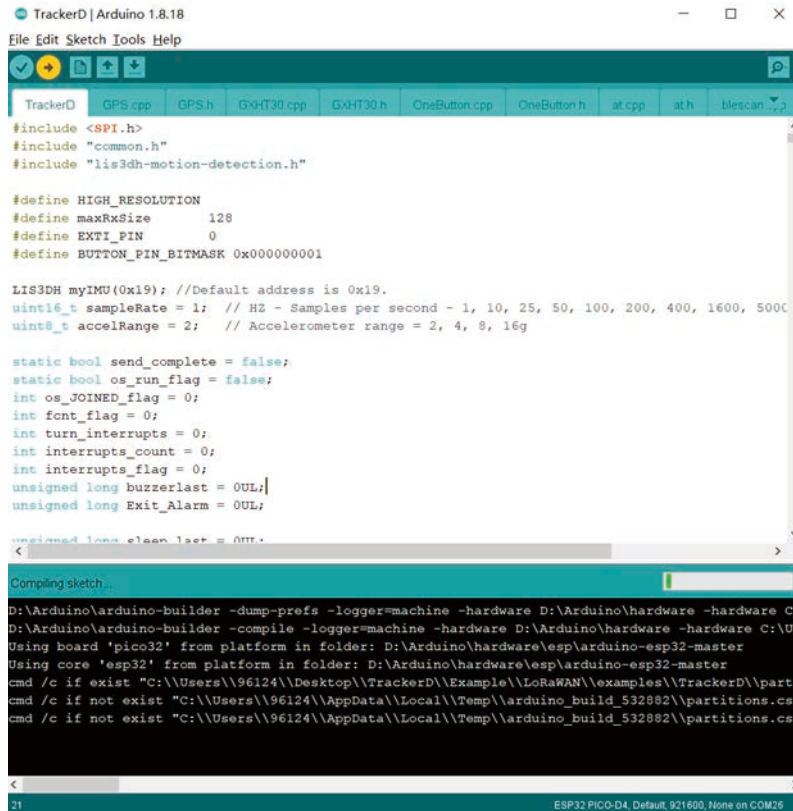 TrackerD | Arduino 1.8.18
File Edit Sketch Tools Help
TrackerD GPS.cpp GPS.h GXHT30.cpp GXHT30.h OneButton.cpp OneButton.h at.cpp at.h blescan
#include <SPI.h>
#include "common.h"
#include "lis3dh-motion-detection.h"
#define HIGH_RESOLUTION
#define maxRxSize 128
#define EXTI_PIN 0
#define BUTTON_PIN_BITMASK 0x000000001
LIS3DH myIMU(0x19); //Default address is 0x19.
uint16_t sampleRate = 1; // HZ - Samples per second - 1, 10, 25, 50, 100, 200, 400, 1600, 5000
uint8_t accelRange = 2; // Accelerometer range = 2, 4, 8, 16g
static bool send_complete = false;
static bool os_run_flag = false;
int os_JOINED_flag = 0;
int fcnt_flag = 0;
int turn_interrupts = 0;
int interrupts_count = 0;
int interrupts_flag = 0;
unsigned long buzzerlast = 0UL;
unsigned long Exit_Alarm = 0UL;
unsigned long sleep_last = 0UL;
Compiling sketch...
D:\Arduino\arduino-builder -dump-prefs -logger=machine -hardware D:\Arduino\hardware -hardware C
D:\Arduino\arduino-builder -compile -logger=machine -hardware D:\Arduino\hardware -hardware C:\U
Using board 'pico32' from platform in folder: D:\Arduino\hardware\esp\arduino-esp32-master
Using core 'esp32' from platform in folder: D:\Arduino\hardware\esp\arduino-esp32-master
cmd /c if exist "C:\\Users\\96124\\Desktop\\TrackerD\\Example\\LoRaWAN\\examples\\TrackerD\\part
cmd /c if not exist "C:\\Users\\96124\\AppData\\Local\\Temp\\arduino_build_532882\\partitions.cs
cmd /c if not exist "C:\\Users\\96124\\AppData\\Local\\Temp\\arduino_build_532882\\partitions.cs
21 ESP32 PICO-D4, Default, 921600, None on COM26